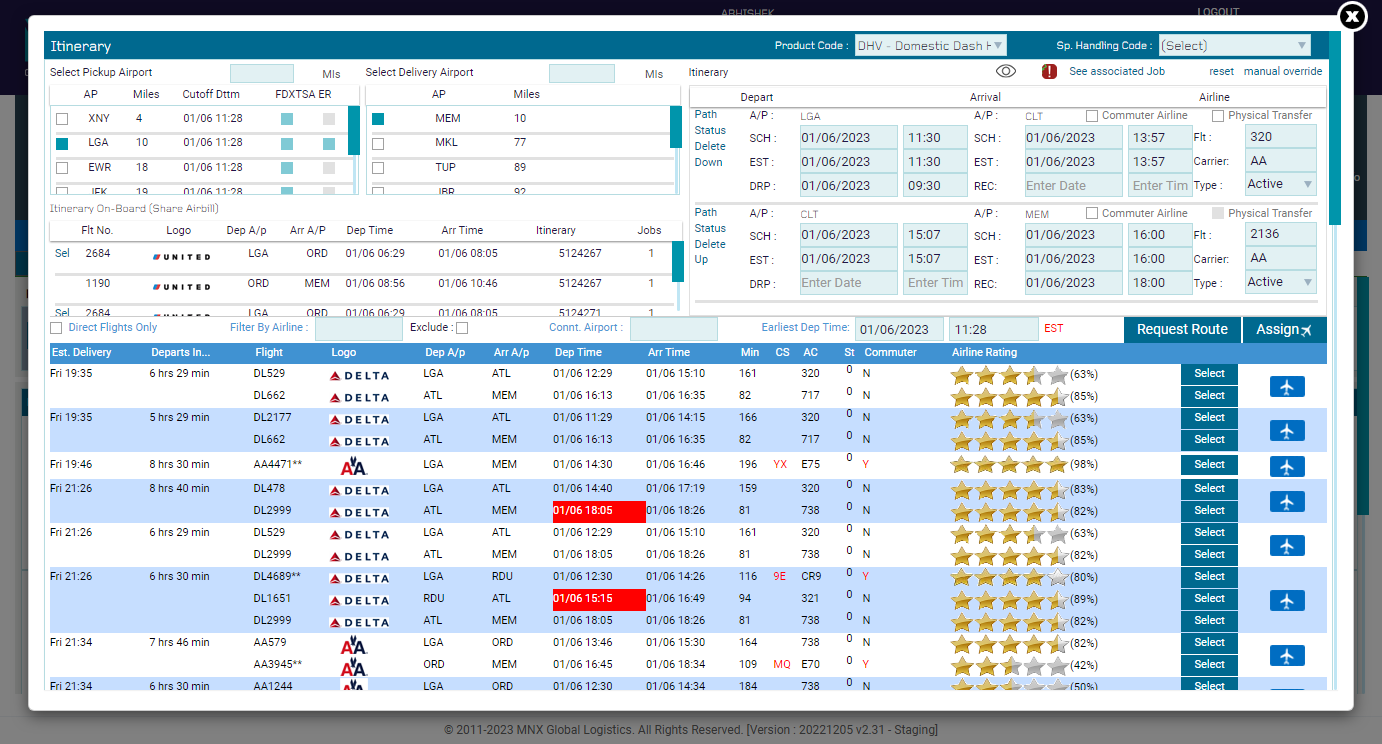 ABHISHEK LOGOUT
Itinerary Product Code : DHV - Domestic Dash H Sp. Handling Code : (Select)
Select Pickup Airport Mls Select Delivery Airport Mls Itinerary See associated Job reset manual override
AP Miles Cutoff Dttm FDXTSA ER
XNY 4 01/06 11:28
LGA 10 01/06 11:28
EWR 18 01/06 11:28
JFK 19 01/06 11:28
AP Miles
MEM 10
MKL 77
TUP 89
JBR 92
Depart Arrival Airline
Path A/P : LGA A/P : CLT Commuter Airline Physical Transfer
Status SCH : 01/06/2023 11:30 SCH : 01/06/2023 13:57 Flt : 320
Delete EST : 01/06/2023 11:30 EST : 01/06/2023 13:57 Carrier: AA
Down DRP : 01/06/2023 09:30 REC: Enter Date Enter Tim Type : Active
Path A/P : CLT A/P : MEM Commuter Airline Physical Transfer
Status SCH : 01/06/2023 15:07 SCH : 01/06/2023 16:00 Flt : 2136
Delete EST : 01/06/2023 15:07 EST : 01/06/2023 16:00 Carrier: AA
Up DRP : Enter Date Enter Tim REC: 01/06/2023 18:00 Type : Active
Itinerary On-Board (Share Airbill)
Flt No. Logo Dep A/p Arr A/P Dep Time Arr Time Itinerary Jobs
Sel 2684 UNITED LGA ORD 01/06 06:29 01/06 08:05 5124267 1
1190 UNITED ORD MEM 01/06 08:56 01/06 10:46 5124267 1
Sel 2684 UNITED LGA ORD 01/06 06:29 01/06 08:05 5124271 1
Direct Flights Only Filter By Airline : Exclude : Connt. Airport : Earliest Dep Time: 01/06/2023 11:28 EST Request Route Assign
Est. Delivery Departs In... Flight Logo Dep A/p Arr A/p Dep Time Arr Time Min CS AC St Commuter Airline Rating
Fri 19:35 6 hrs 29 min DL529 DELTA LGA ATL 01/06 12:29 01/06 15:10 161 320 0 N (63%) Select
DL662 DELTA ATL MEM 01/06 16:13 01/06 16:35 82 717 0 N (85%) Select
Fri 19:35 5 hrs 29 min DL2177 DELTA LGA ATL 01/06 11:29 01/06 14:15 166 320 0 N (63%) Select
DL662 DELTA ATL MEM 01/06 16:13 01/06 16:35 82 717 0 N (85%) Select
Fri 19:46 8 hrs 30 min AA4471** AA LGA MEM 01/06 14:30 01/06 16:46 196 YX E75 0 Y (98%) Select
Fri 21:26 8 hrs 40 min DL478 DELTA LGA ATL 01/06 14:40 01/06 17:19 159 320 0 N (83%) Select
DL2999 DELTA ATL MEM 01/06 18:05 01/06 18:26 81 738 0 N (82%) Select
Fri 21:26 6 hrs 29 min DL529 DELTA LGA ATL 01/06 12:29 01/06 15:10 161 320 0 N (63%) Select
DL2999 DELTA ATL MEM 01/06 18:05 01/06 18:26 81 738 0 N (82%) Select
Fri 21:26 6 hrs 30 min DL4689** DELTA LGA RDU 01/06 12:30 01/06 14:26 116 9E CR9 0 Y (80%) Select
DL1651 DELTA RDU ATL 01/06 15:15 01/06 16:49 94 321 0 N (89%) Select
DL2999 DELTA ATL MEM 01/06 18:05 01/06 18:26 81 738 0 N (82%) Select
Fri 21:34 7 hrs 46 min AA579 AA LGA ORD 01/06 13:46 01/06 15:30 164 738 0 N (82%) Select
AA3945** AA ORD MEM 01/06 16:45 01/06 18:34 109 MQ E70 0 Y (42%) Select
Fri 21:34 6 hrs 30 min AA1244 AA LGA ORD 01/06 12:30 01/06 14:34 184 738 0 N (50%) Select
© 2011-2023 MNX Global Logistics. All Rights Reserved. [Version : 20221205 v2.31 - Staging]